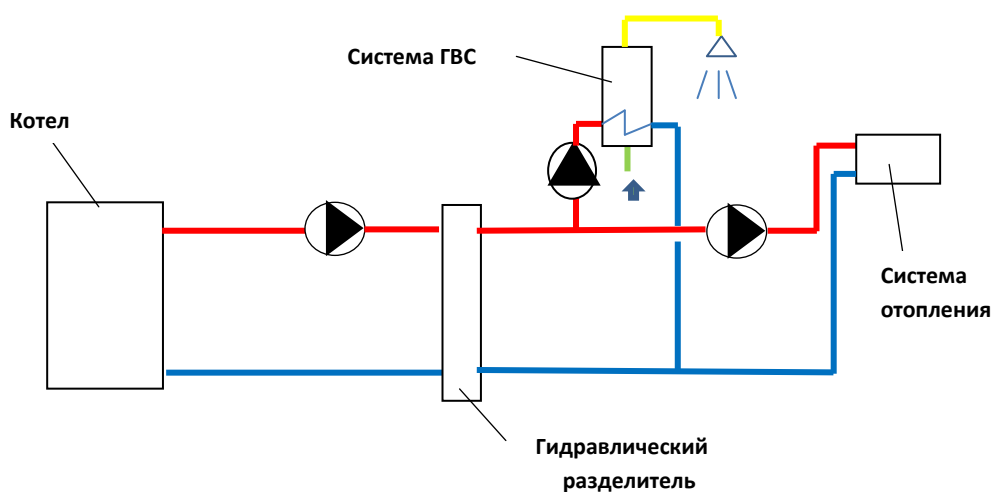 Система ГВС
Котел
Система
отопления
Гидравлический
разделитель